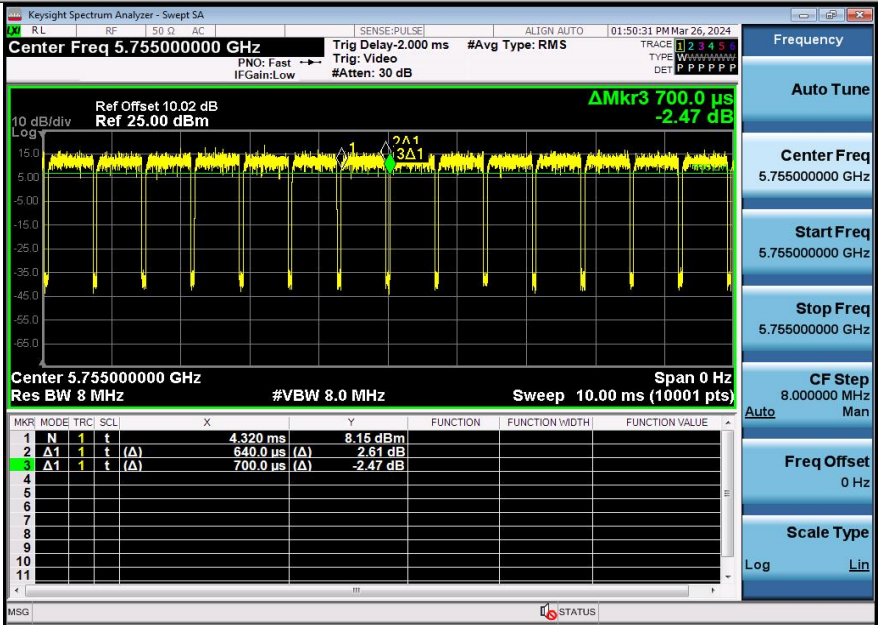 Keysight Spectrum Analyzer - Swept SA
LXI RL RF 50 Ω AC SENSE:PULSE ALIGN AUTO 01:50:31 PM Mar 26, 2024
Center Freq 5.755000000 GHz
PNO: Fast
IFGain:Low
Trig Delay-2.000 ms
Trig: Video
#Atten: 30 dB
#Avg Type: RMS
TRACE 1 2 3 4 5 6
TYPE WWWWWW
DET P P P P P P
Frequency
Auto Tune
Center Freq
5.755000000 GHz
Start Freq
5.755000000 GHz
Stop Freq
5.755000000 GHz
CF Step
8.000000 MHz
Auto Man
Freq Offset
0 Hz
Scale Type
Log Lin
ΔMkr3 700.0 µs
-2.47 dB
Ref Offset 10.02 dB
10 dB/div Ref 25.00 dBm
Log
15.0
5.00
-5.00
-15.0
-25.0
-35.0
-45.0
-55.0
-65.0
1
2Δ1
3Δ1
Center 5.755000000 GHz Span 0 Hz
Res BW 8 MHz #VBW 8.0 MHz Sweep 10.00 ms (10001 pts)
MKR MODE TRC SCL X Y FUNCTION FUNCTION WIDTH FUNCTION VALUE
1 N 1 t 4.320 ms 8.15 dBm
2 Δ1 1 t (Δ) 640.0 µs (Δ) 2.61 dB
3 Δ1 1 t (Δ) 700.0 µs (Δ) -2.47 dB
4
5
6
7
8
9
10
11
MSG STATUS